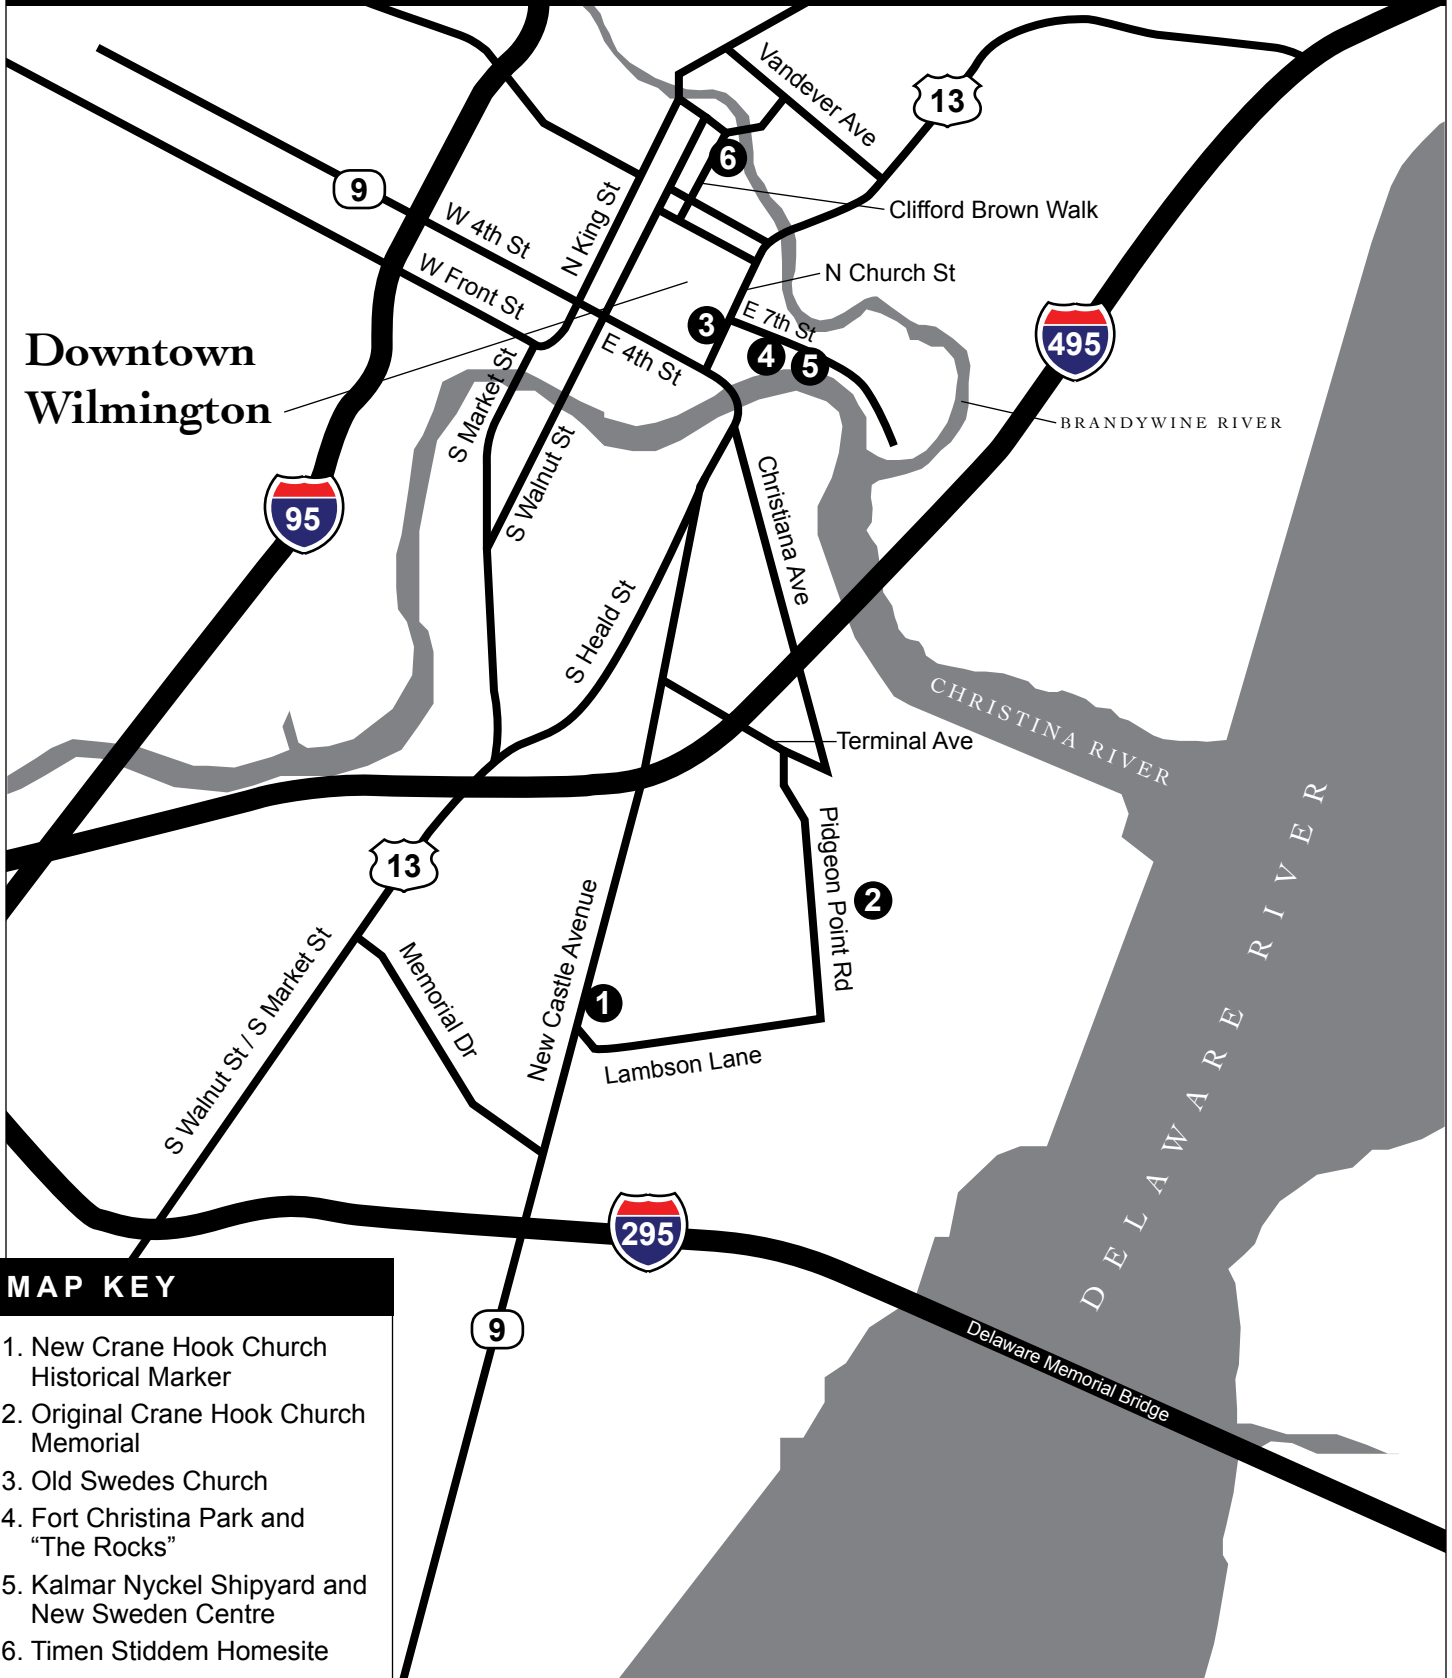 Vandever Ave
13
6
9
Clifford Brown Walk
N King St
W 4th St
W Front St
N Church St
3
E 7th St
4
5
495
Downtown
Wilmington
E 4th St
S Market St
BRANDYWINE RIVER
S Walnut St
95
Christiana Ave
S Heald St
CHRISTINA RIVER
Terminal Ave
13
Pidgeon Point Rd
2
DELAWARE RIVER
New Castle Avenue
S Walnut St / S Market St
Memorial Dr
1
Lambson Lane
295
9
Delaware Memorial Bridge
MAP KEY
1. New Crane Hook Church
Historical Marker
2. Original Crane Hook Church
Memorial
3. Old Swedes Church
4. Fort Christina Park and
“The Rocks”
5. Kalmar Nyckel Shipyard and
New Sweden Centre
6. Timen Stiddem Homesite